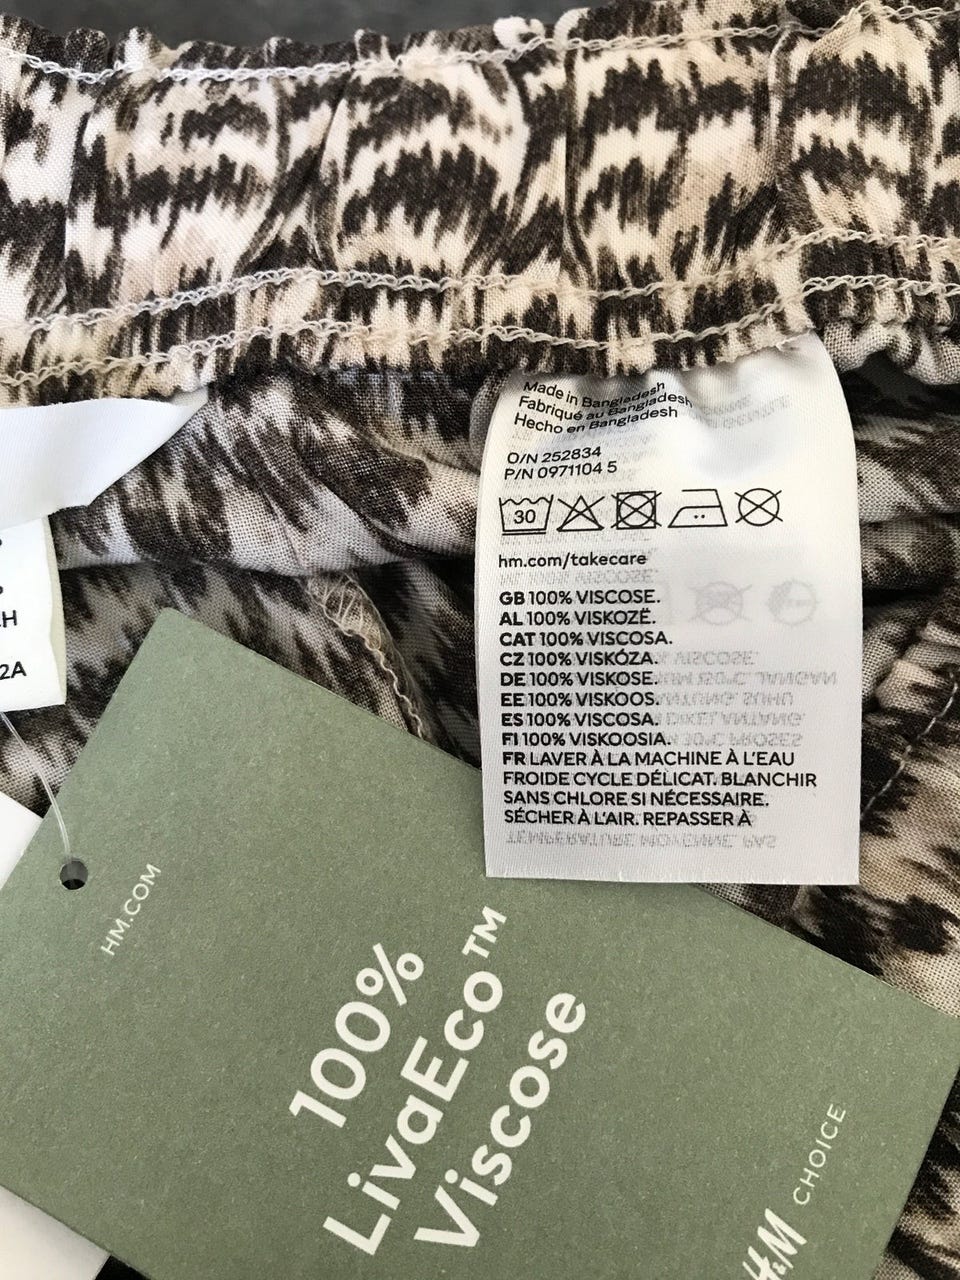 Made in Bangladesh
Fabriqué au Bangladesh
Hecho en Bangladesh
O/N 252834
P/N 0971104 5
30
hm.com/takecare
GB 100% VISCOSE.
AL 100% VISKOZË.
CAT 100% VISCOSA.
CZ 100% VISKÓZA.
DE 100% VISKOSE.
EE 100% VISKOOS.
ES 100% VISCOSA.
FI 100% VISKOOSIA.
FR LAVER À LA MACHINE À L'EAU
FROIDE CYCLE DÉLICAT. BLANCHIR
SANS CHLORE SI NÉCESSAIRE.
SÉCHER À L'AIR. REPASSER À
CH
2A
HM.COM
100%
LivaEco™
Viscose
H&M CHOICE